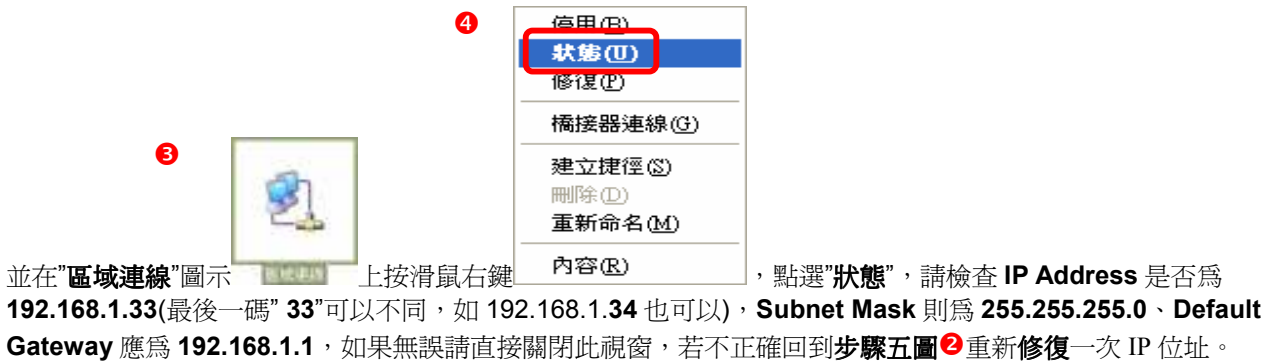 ❹
停用(B)
狀態(U)
修復(P)
橋接器連線(G)
❸
建立捷徑(S)
刪除(D)
重新命名(M)
內容(R)
並在”區域連線”圖示 區域連線 上按滑鼠右鍵 ，點選”狀態”，請檢查 IP Address 是否為
192.168.1.33(最後一碼” 33”可以不同，如 192.168.1.34 也可以)，Subnet Mask 則為 255.255.255.0、Default
Gateway 應為 192.168.1.1，如果無誤請直接關閉此視窗，若不正確回到步驟五圖❷重新修復一次 IP 位址。